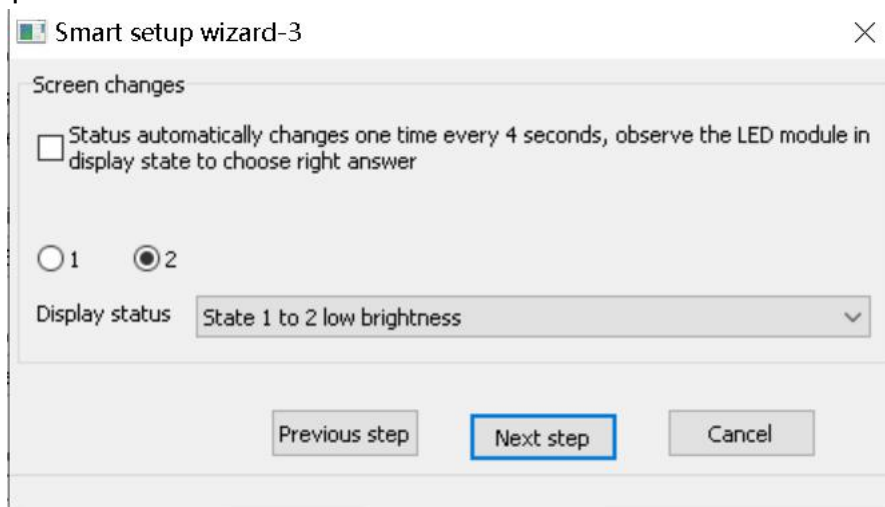 Smart setup wizard-3
Screen changes
Status automatically changes one time every 4 seconds, observe the LED module in
display state to choose right answer
1 2
Display status State 1 to 2 low brightness
Previous step Next step Cancel